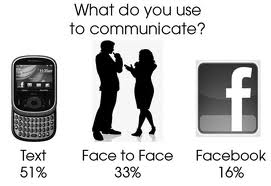 What do you use
to communicate?
Text
51%
Face to Face
33%
Facebook
16%